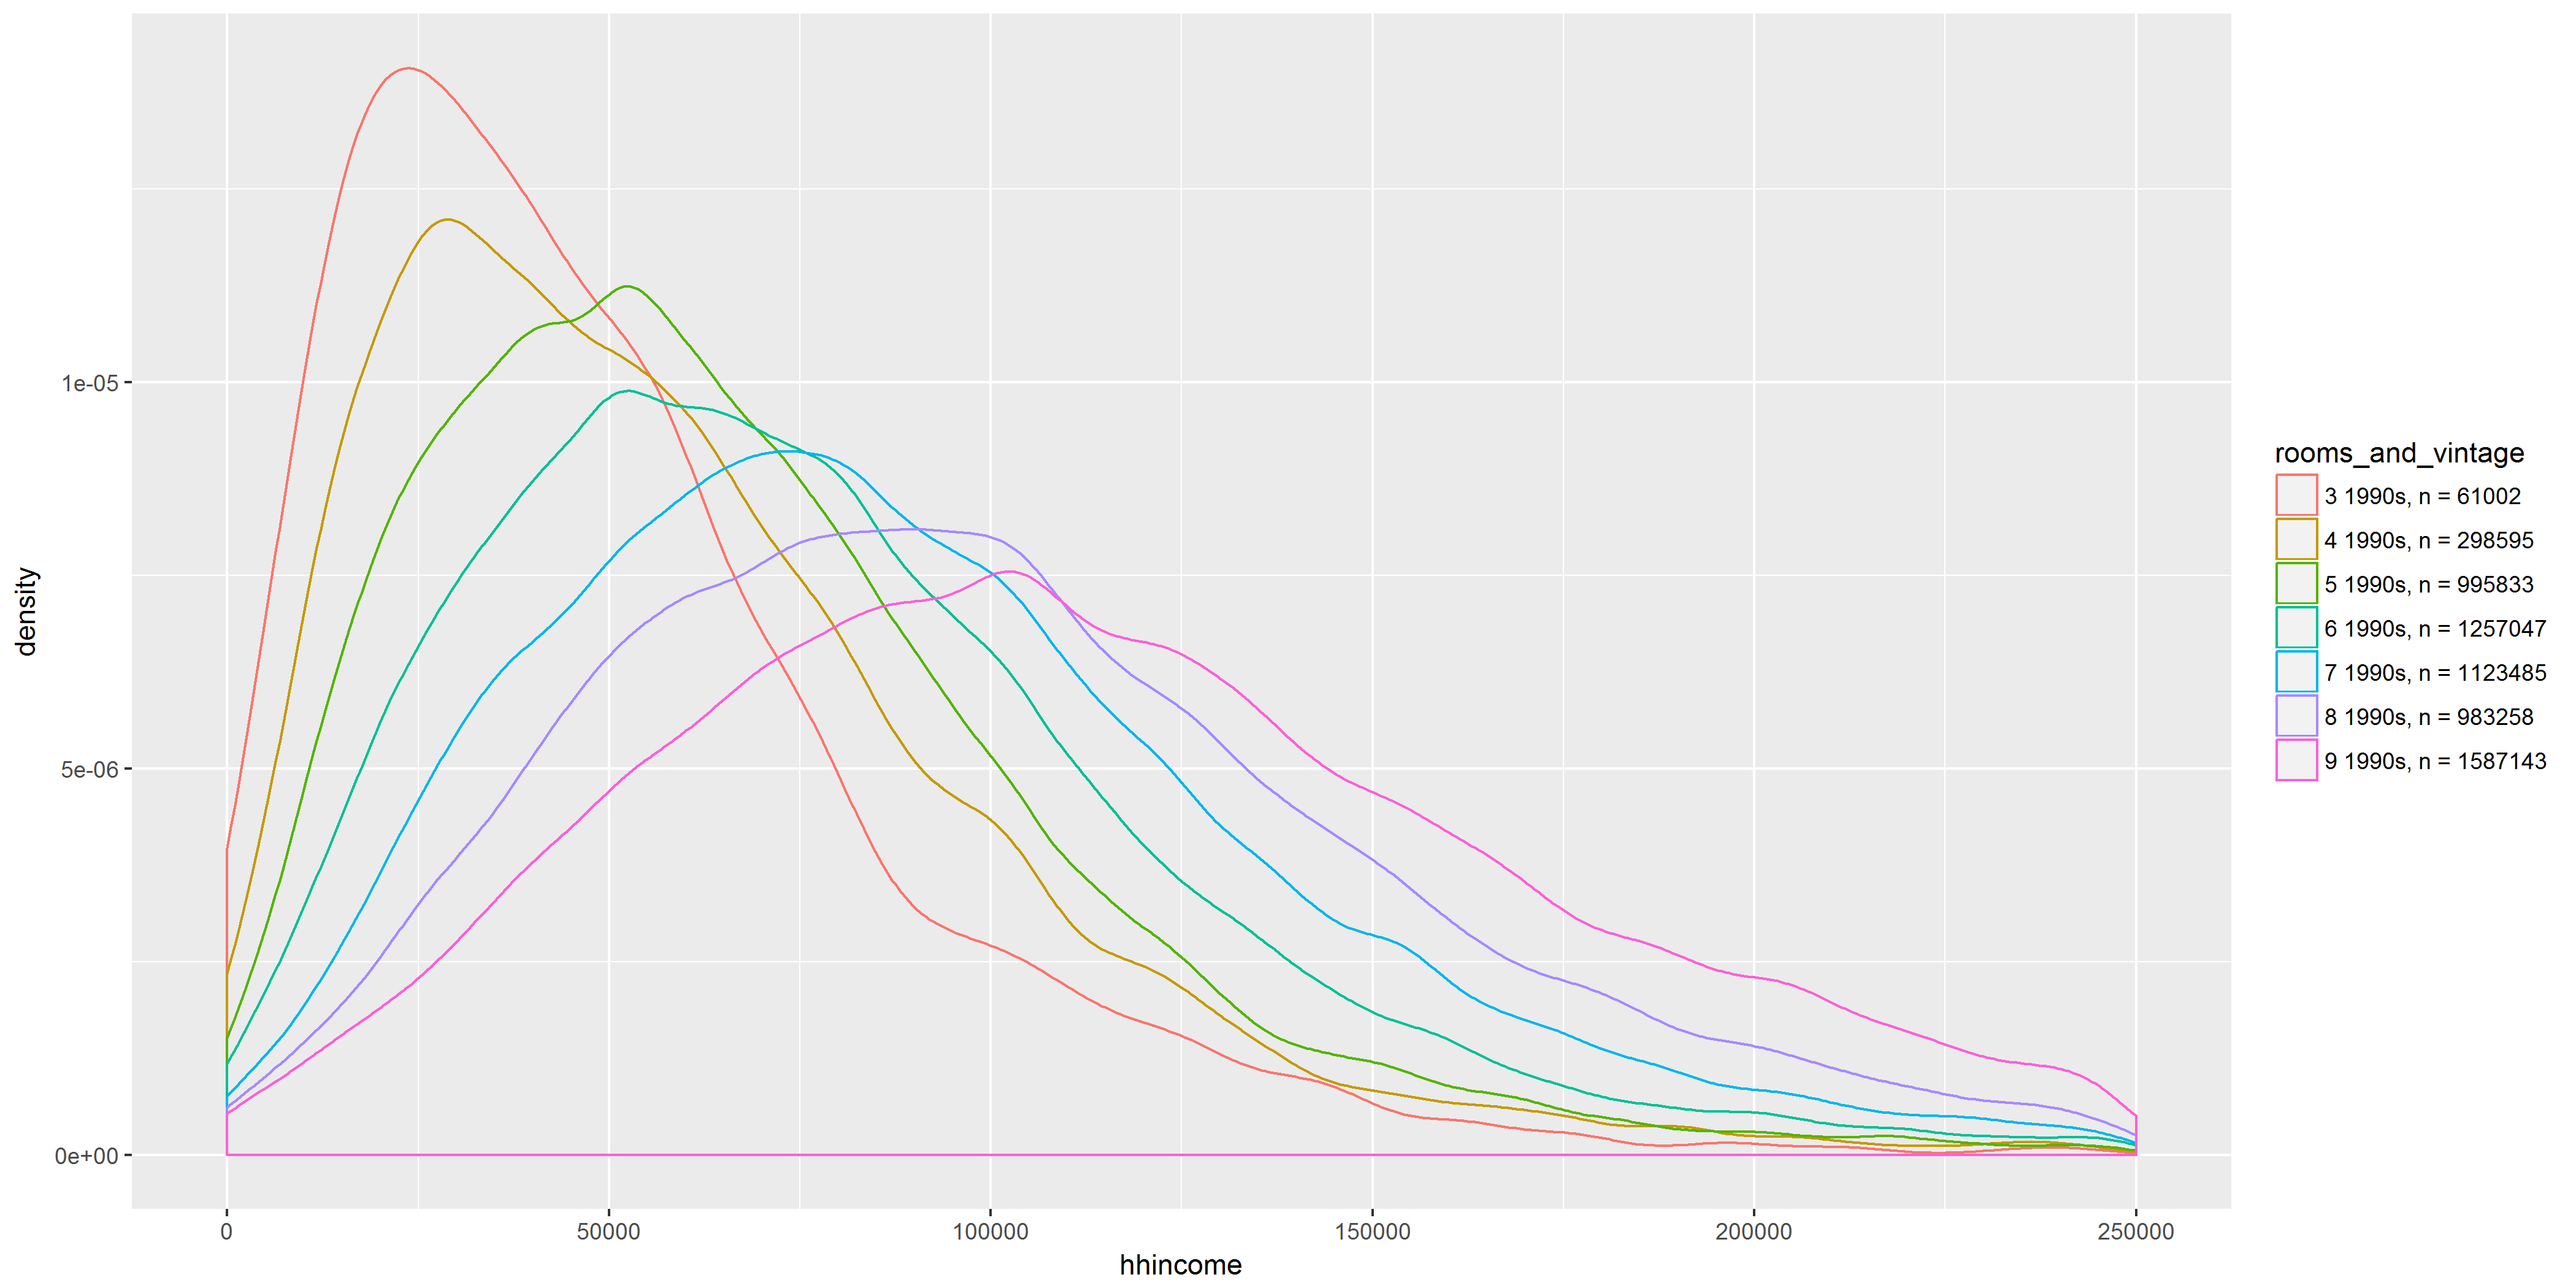 density
1e-05
5e-06
0e+00
0
50000
100000
150000
200000
250000
hhincome
rooms_and_vintage
3 1990s, n = 61002
4 1990s, n = 298595
5 1990s, n = 995833
6 1990s, n = 1257047
7 1990s, n = 1123485
8 1990s, n = 983258
9 1990s, n = 1587143